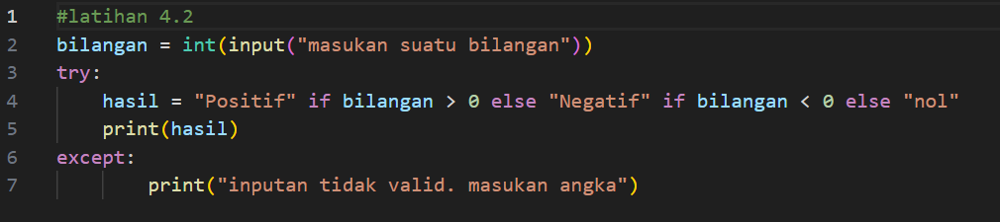 1 #latihan 4.2
2 bilangan = int(input("masukan suatu bilangan"))
3 try:
4     hasil = "Positif" if bilangan > 0 else "Negatif" if bilangan < 0 else "nol"
5     print(hasil)
6 except:
7         print("inputan tidak valid. masukan angka")